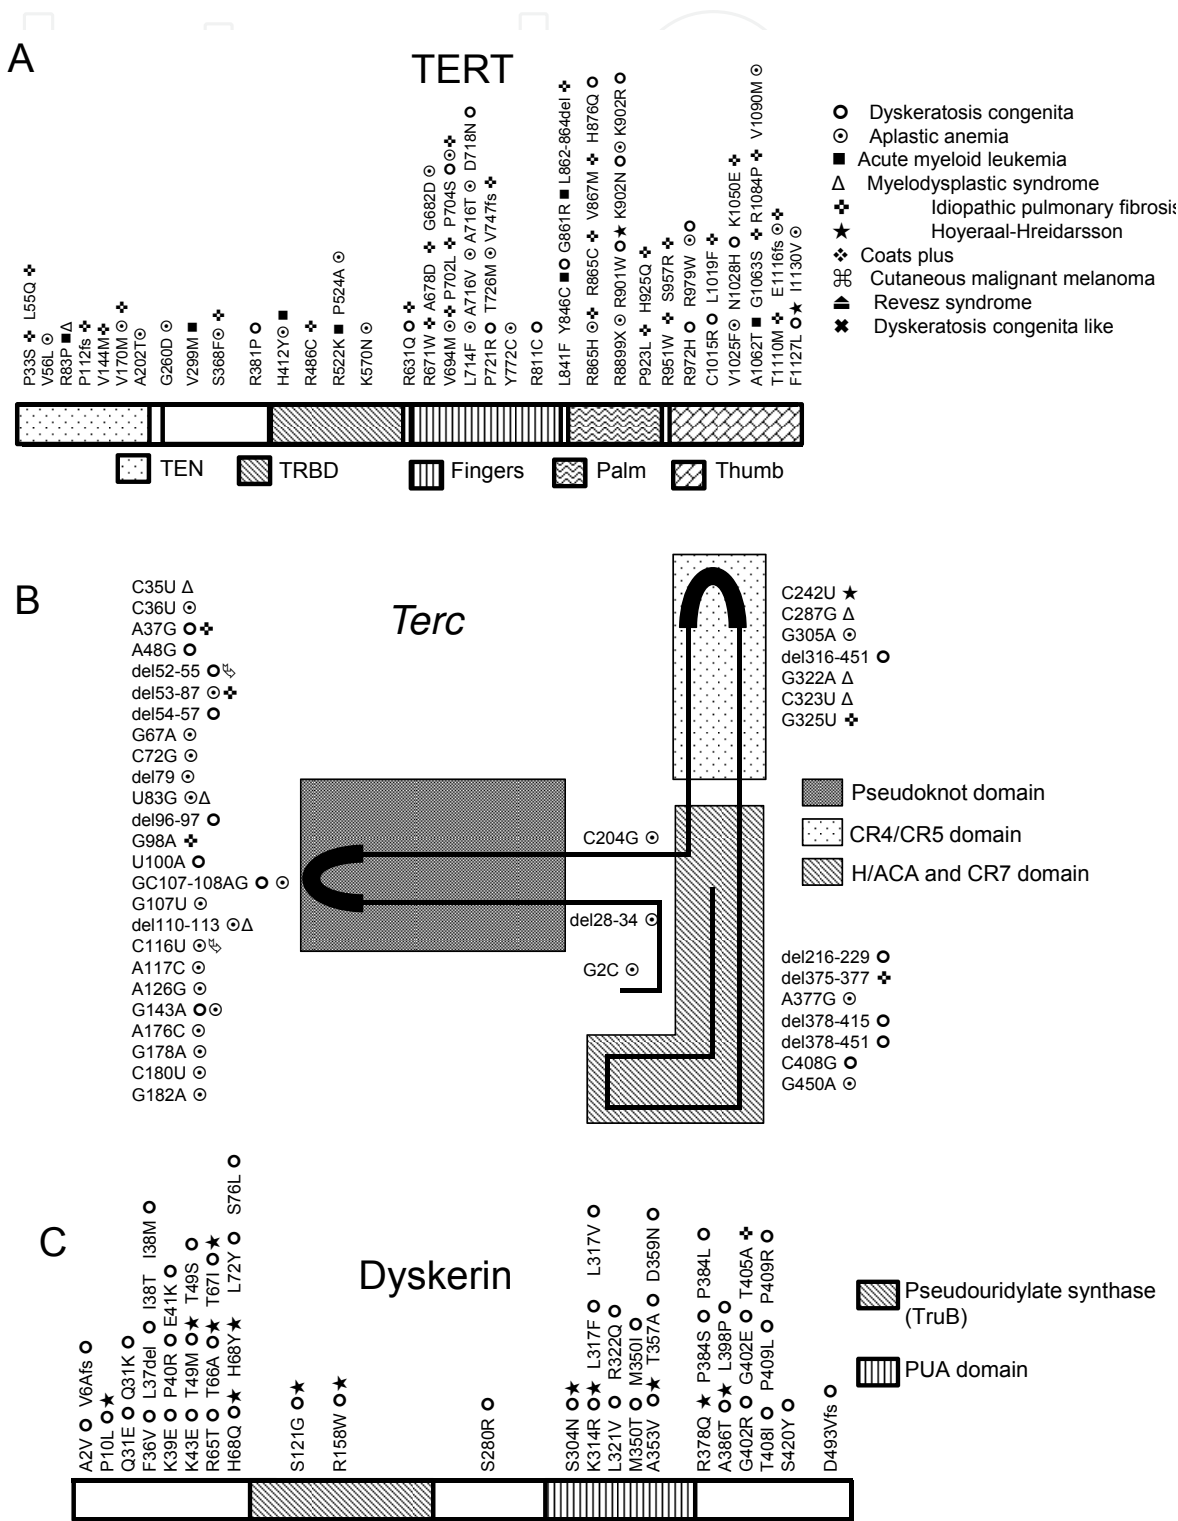 A
TERT
P33S ✤ L55Q ✤
V56L ⊙
R83P ■ Δ
P112fs ✤
V144M ✤
V170M ⊙ ✤
A202T ⊙
G260D ⊙
V299M ■
S368F ⊙ ✤
R381P O
H412Y ⊙ ■
R486C ✤
R522K ■ P524A ⊙
K570N ⊙
R631Q O ✤
R671W ✤ A678D ✤ G682D ⊙
V694M ⊙ ✤ P702L ✤ P704S O ⊙ ✤
L714F ⊙ A716V ⊙ A716T ⊙ D718N O
P721R O T726M ⊙ V747fs ✤
Y772C ⊙
R811C O
L841F Y846C ■ O G861R ■ L862-864del ✤
R865H ⊙ ✤ R865C ✤ V867M ✤ H876Q O
R8899X ⊙ R901W O ★ K902N O ⊙ K902R O
P923L ✤ H925Q ✤
R951W ✤ S957R ✤
R972H O R979W ⊙ O
C1015R O L1019F ✤
V1025F ⊙ N1028H O K1050E ✤
A1062T ■ G1063S ✤ R1084P ✤ V1090M ⊙
T1110M ✤ E1116fs ⊙ ✤
F1127L O ★ I1130V ⊙
O Dyskeratosis congenita
⊙ Aplastic anemia
■ Acute myeloid leukemia
Δ Myelodysplastic syndrome
✤ Idiopathic pulmonary fibrosis
★ Hoyeraal-Hreidarsson
❖ Coats plus
⌘ Cutaneous malignant melanoma
⏏ Revesz syndrome
✖ Dyskeratosis congenita like
TEN
TRBD
Fingers
Palm
Thumb
B
Terc
C35U Δ
C36U ⊙
A37G O ✤
A48G O
del52-55 O
del53-87 ⊙ ✤
del54-57 O
G67A ⊙
C72G ⊙
del79 ⊙
U83G ⊙ Δ
del96-97 O
G98A ✤
U100A O
GC107-108AG O ⊙
G107U ⊙
del110-113 ⊙ Δ
C116U ⊙
A117C ⊙
A126G ⊙
G143A O ⊙
A176C ⊙
G178A ⊙
C180U ⊙
G182A ⊙
C204G ⊙
del28-34 ⊙
G2C ⊙
C242U ★
C287G Δ
G305A ⊙
del316-451 O
G322A Δ
C323U Δ
G325U ✤
Pseudoknot domain
CR4/CR5 domain
H/ACA and CR7 domain
del216-229 O
del375-377 ✤
A377G ⊙
del378-415 O
del378-451 O
C408G O
G450A ⊙
C
Dyskerin
A2V O V6Afs O
P10L O ★
Q31E O Q31K O
F36V O L37del O I38T I38M O
K39E O P40R O E41K O
K43E O T49M O ★ T49S O
R65T O T66A O ★ T67I O ★
H68Q O ★ H68Y ★ L72Y O S76L O
S121G O ★
R158W O ★
S280R O
S304N O ★
K314R O ★ L317F O L317V O
L321V O R322Q O
M350T O M350I O
A353V O ★ T357A O D359N O
R378Q ★ P384S O P384L O
A386T O ★ L398P O
G402R O G402E O T405A ✤
T408I O P409L O P409R O
S420Y O
D493Vfs O
Pseudouridylate synthase
(TruB)
PUA domain